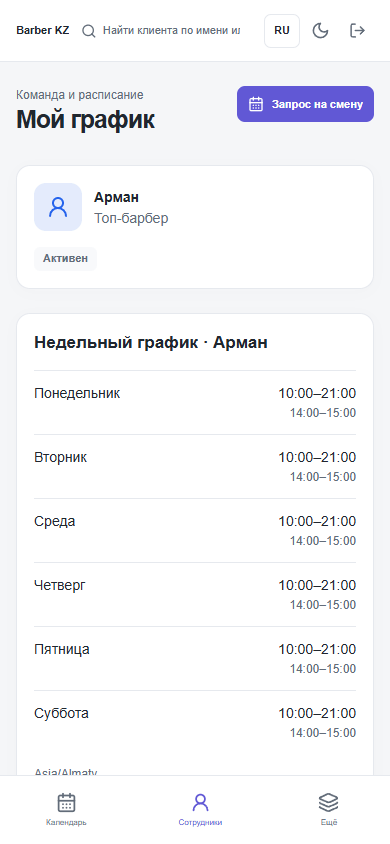 Barber KZ
Найти клиента по имени ил
RU
Команда и расписание
Мой график
Запрос на смену
Арман
Топ-барбер
Активен
Недельный график · Арман
Понедельник
10:00–21:00
14:00–15:00
Вторник
10:00–21:00
14:00–15:00
Среда
10:00–21:00
14:00–15:00
Четверг
10:00–21:00
14:00–15:00
Пятница
10:00–21:00
14:00–15:00
Суббота
10:00–21:00
14:00–15:00
Asia/Almaty
Календарь
Сотрудники
Ещё